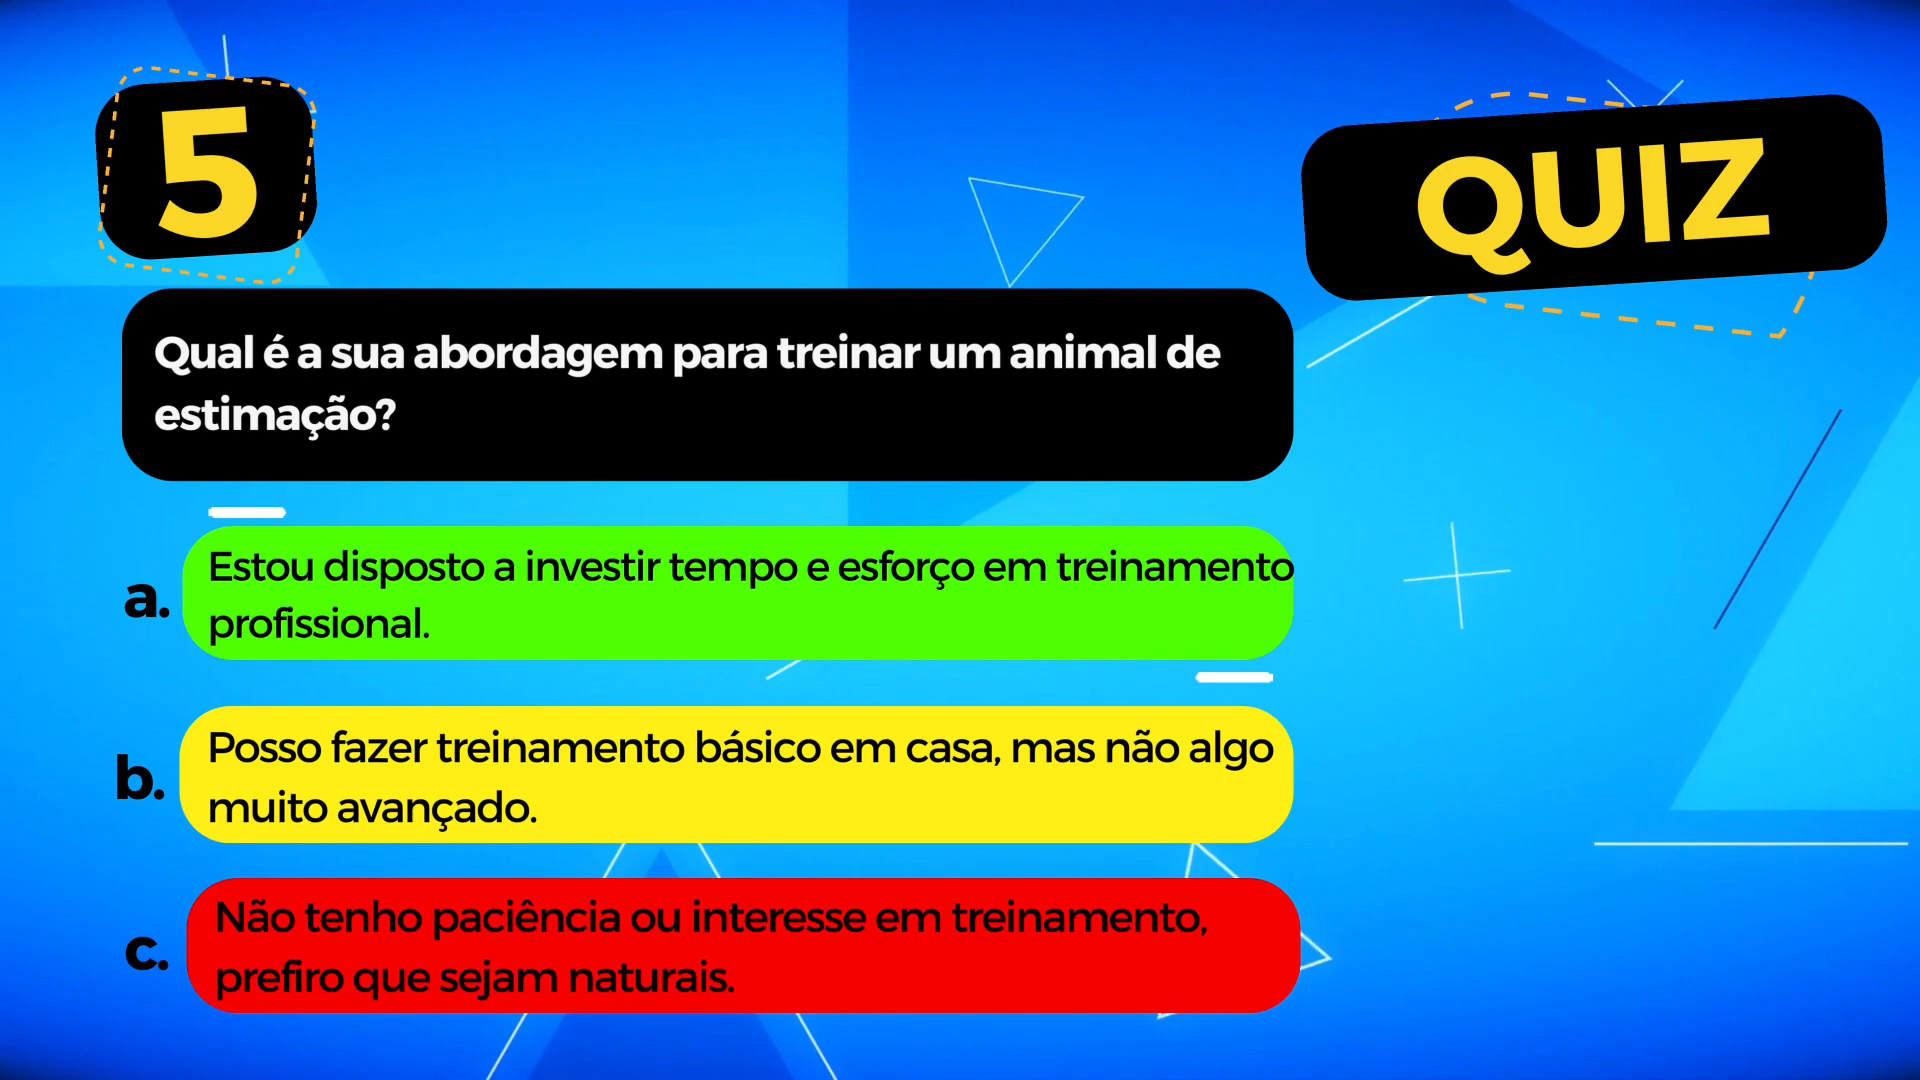 5
QUIZ
Qual é a sua abordagem para treinar um animal de
estimação?
a.
Estou disposto a investir tempo e esforço em treinamento
profissional.
b.
Posso fazer treinamento básico em casa, mas não algo
muito avançado.
c.
Não tenho paciência ou interesse em treinamento,
prefiro que sejam naturais.